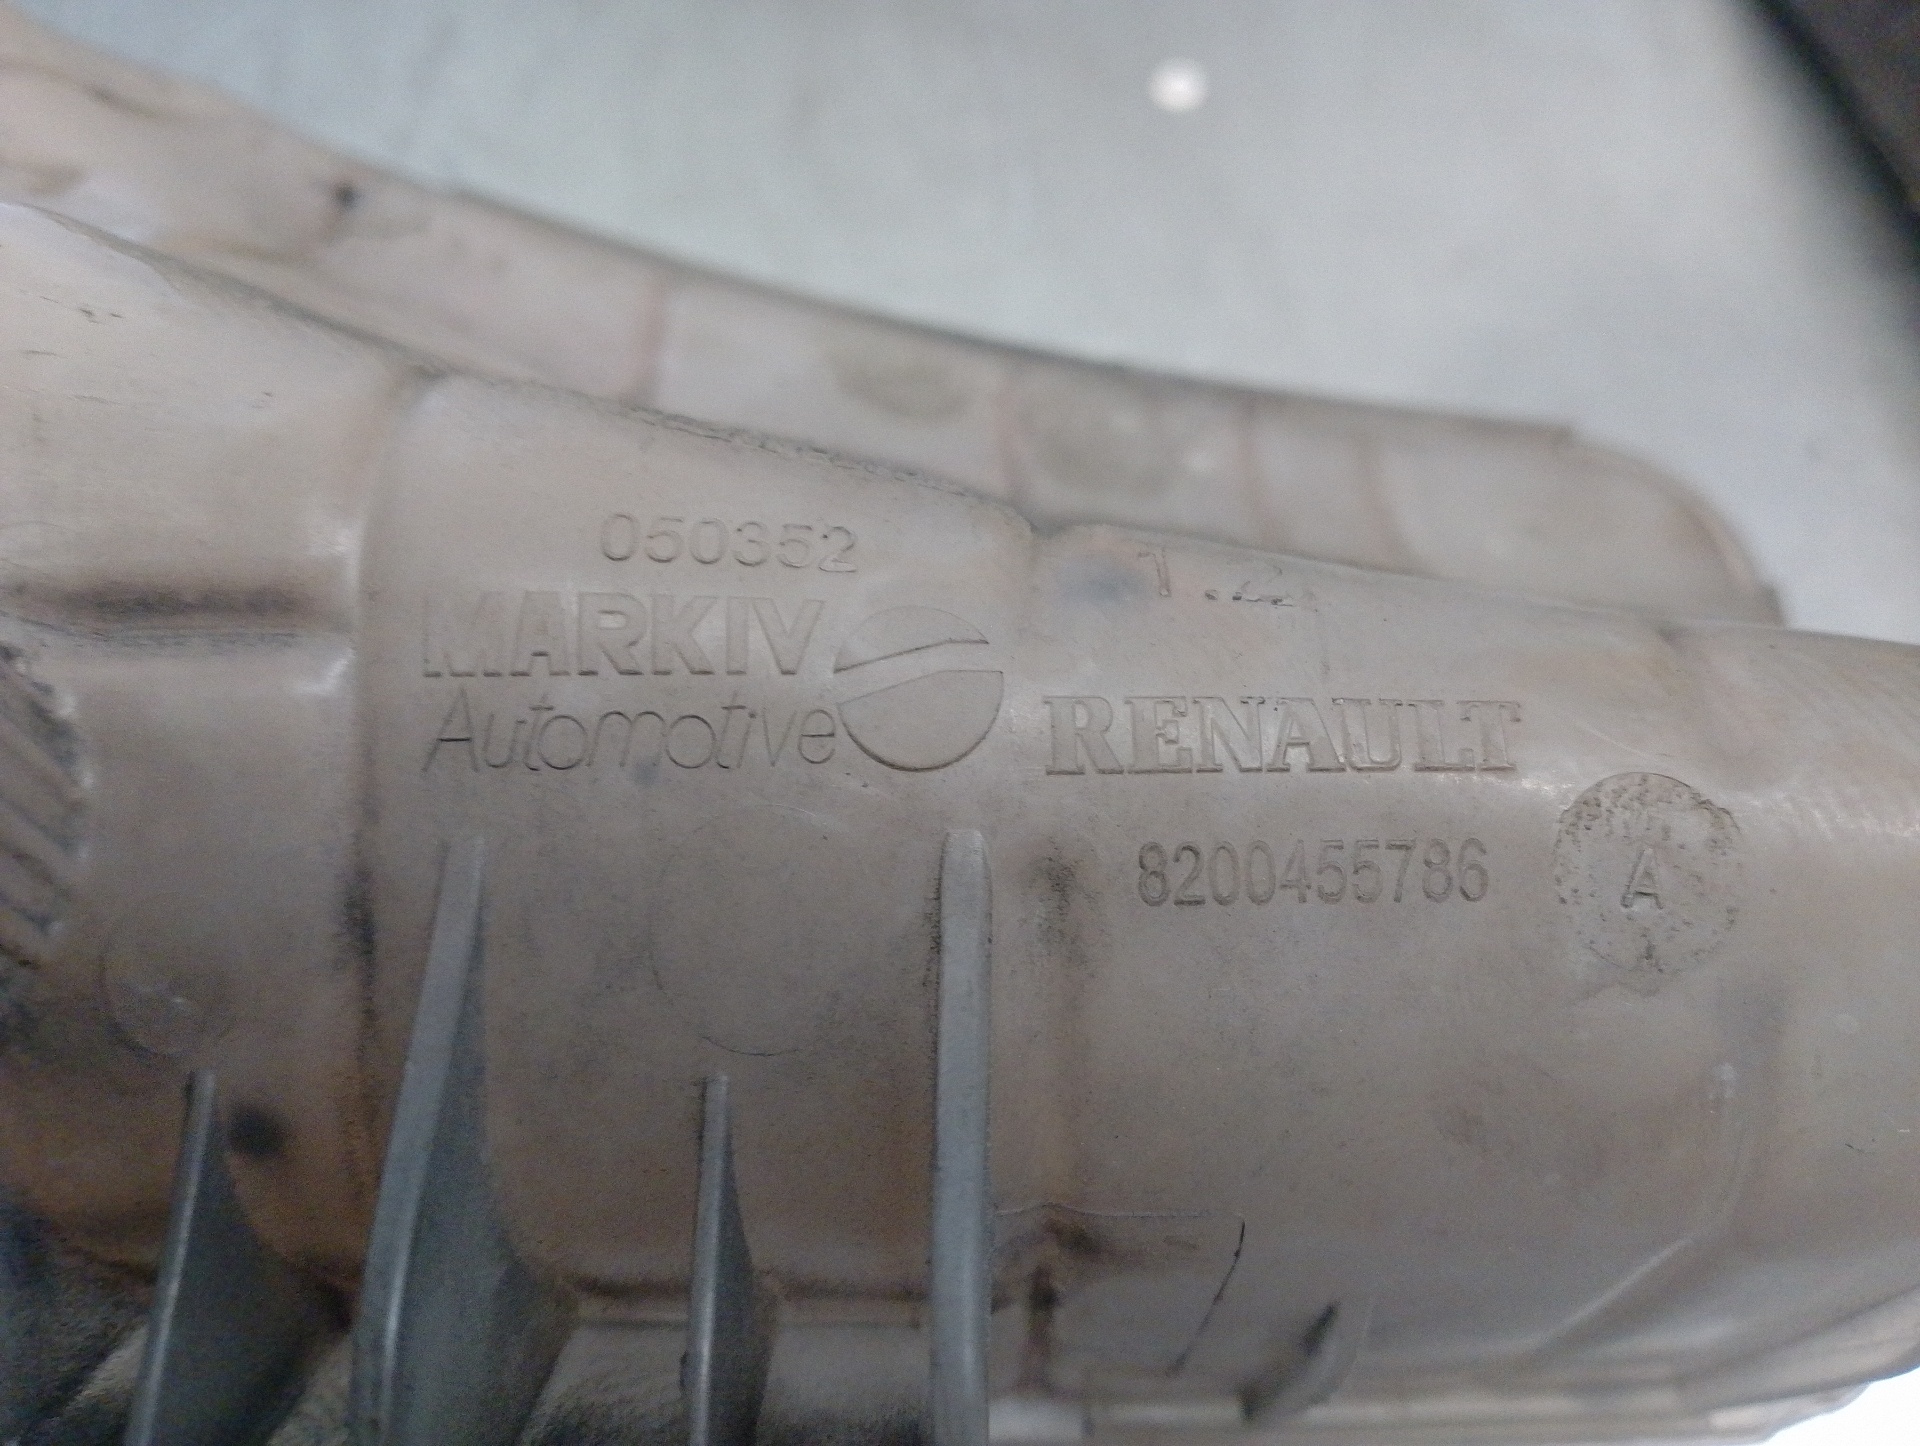 050352
MARKIV
Automotive
1.2
RENAULT
8200455786
A